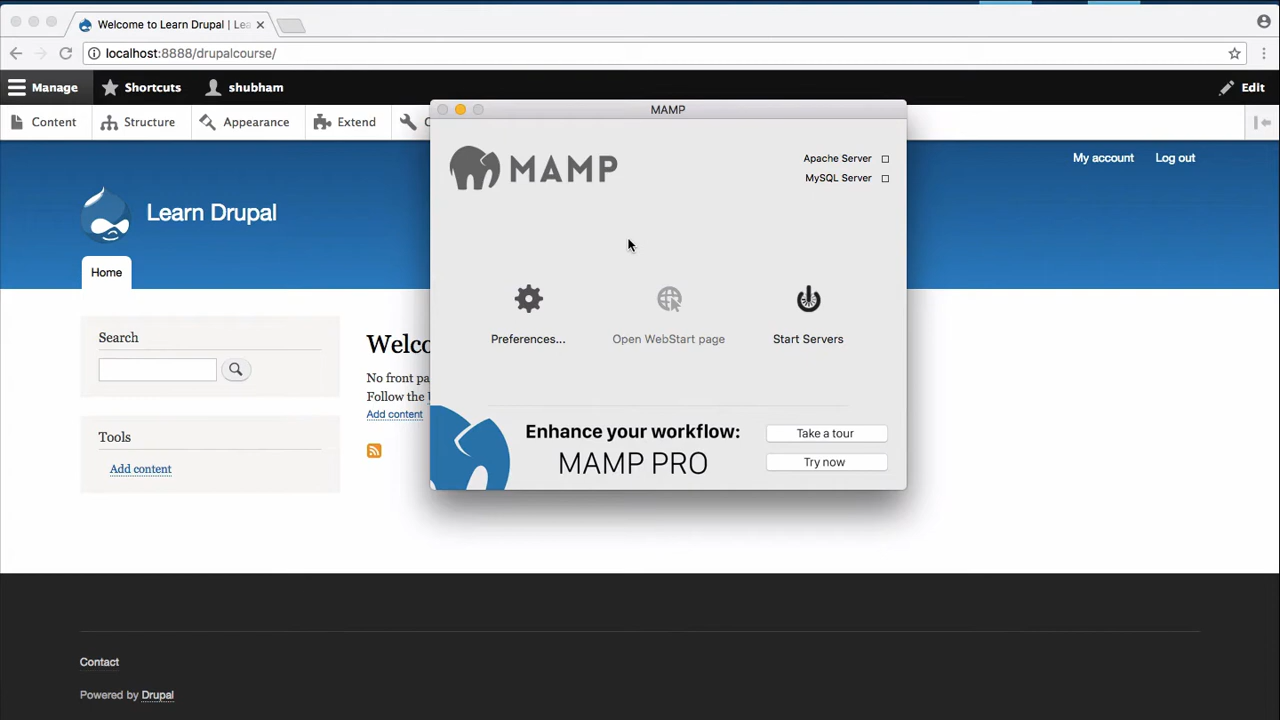 Welcome to Learn Drupal | Lea
localhost:8888/drupalcourse/
Manage Shortcuts shubham Edit
Content Structure Appearance Extend C
MAMP
MAMP
Apache Server
MySQL Server
My account Log out
Learn Drupal
Home
Preferences... Open WebStart page Start Servers
Search
Welco
No front pa
Follow the
Add content
Tools
Add content
Enhance your workflow:
MAMP PRO
Take a tour
Try now
Contact
Powered by Drupal